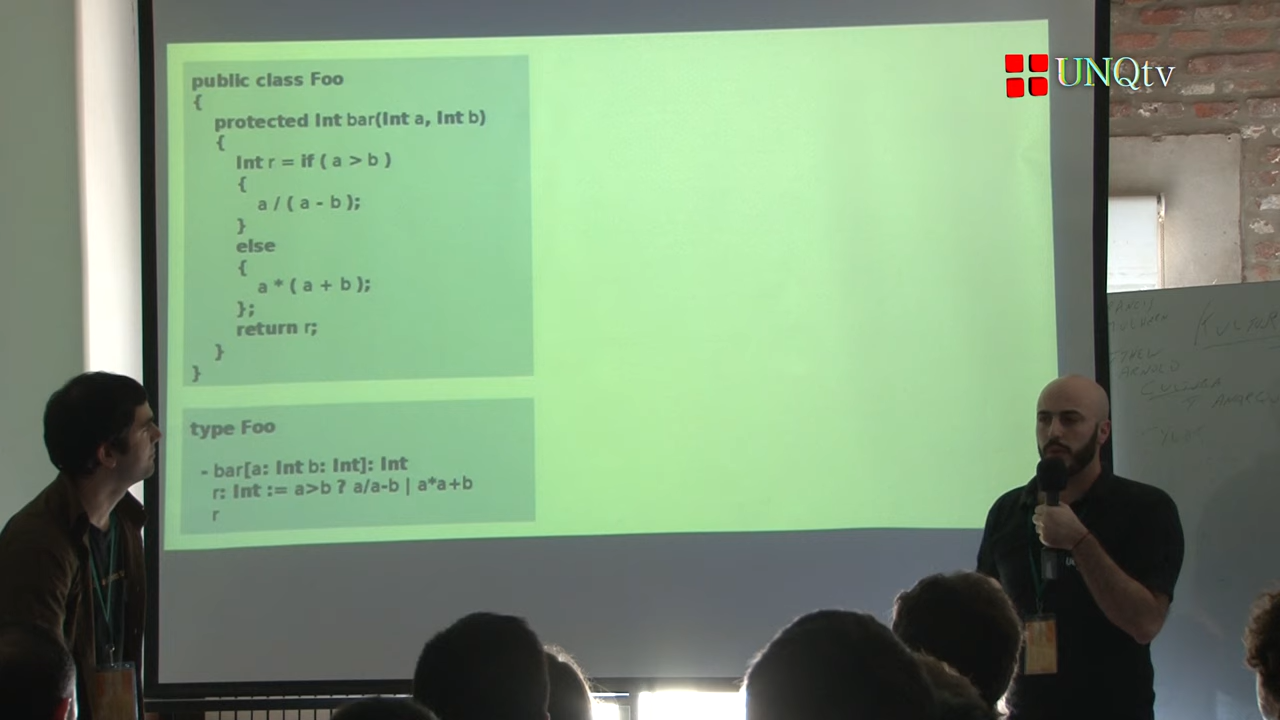 public class Foo
{
protected Int bar(Int a, Int b)
{
Int r = if ( a > b )
{
a / ( a - b );
}
else
{
a * ( a + b );
};
return r;
}
}
type Foo
- bar[a: Int b: Int]: Int
r: Int := a>b ? a/a-b | a*a+b
r
UNQtv
ARNOLD